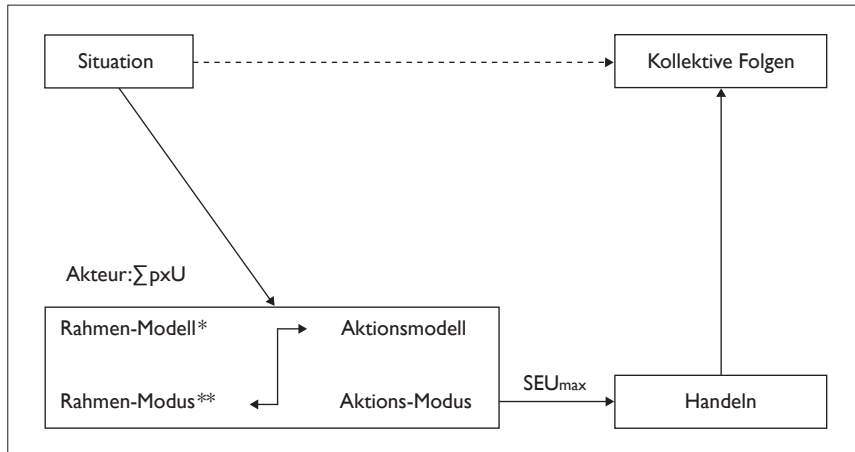 Situation
Kollektive Folgen
Akteur:∑pxU
Rahmen-Modell*
Aktionsmodell
Rahmen-Modus**
Aktions-Modus
SEUmax
Handeln